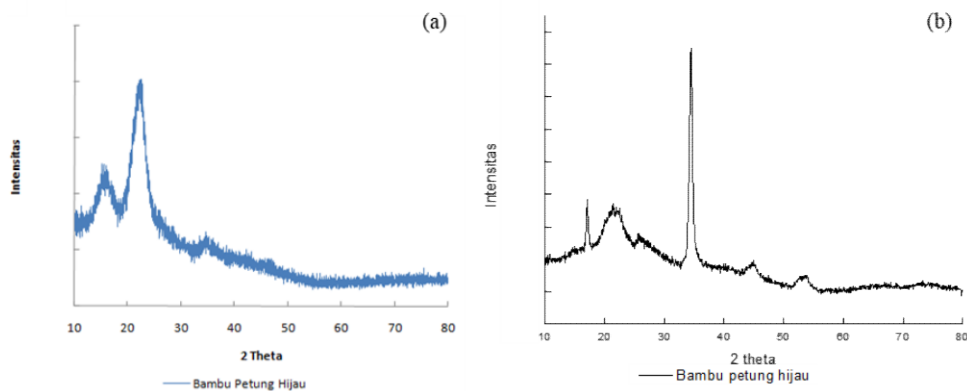 (a)
Intensitas
10 20 30 40 50 60 70 80
2 Theta
Bambu Petung Hijau
(b)
Intensitas
10 20 30 40 50 60 70 80
2 theta
Bambu petung hijau